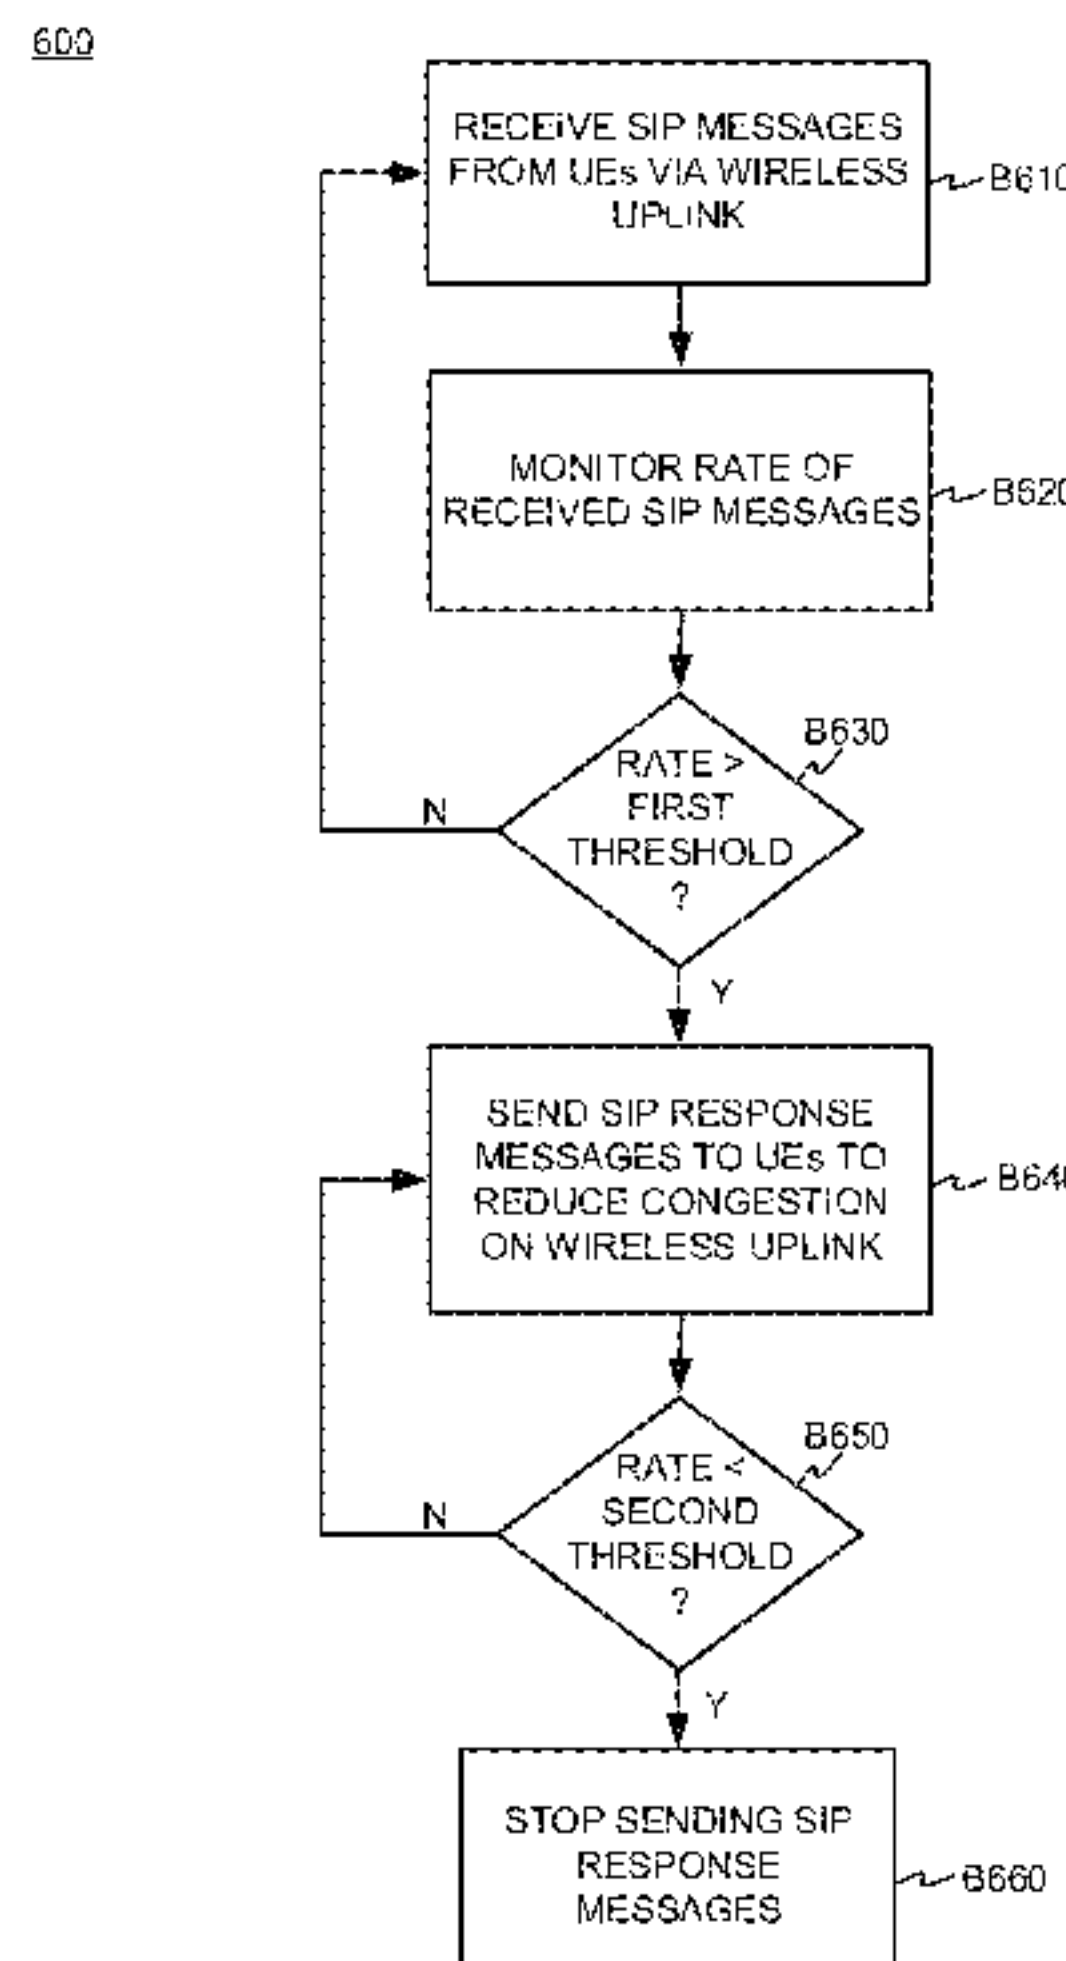 600
RECEIVE SIP MESSAGES
FROM UEs VIA WIRELESS
UPLINK
B610
MONITOR RATE OF
RECEIVED SIP MESSAGES
B620
B630
RATE >
FIRST
THRESHOLD
?
N
Y
SEND SIP RESPONSE
MESSAGES TO UEs TO
REDUCE CONGESTION
ON WIRELESS UPLINK
B640
B650
RATE <
SECOND
THRESHOLD
?
N
Y
STOP SENDING SIP
RESPONSE
MESSAGES
B660